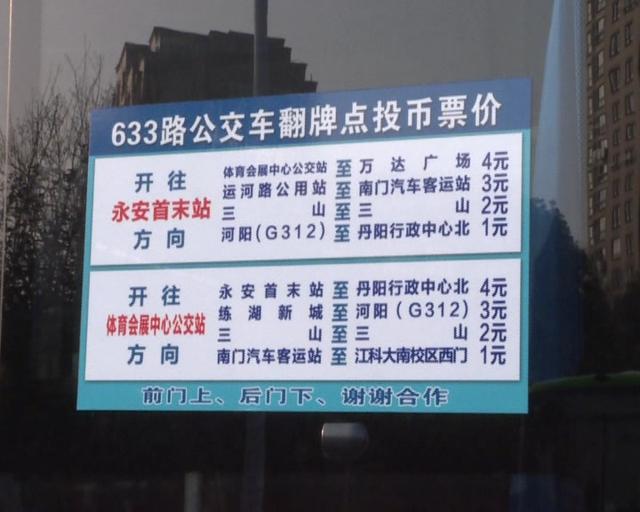 633路公交车翻牌点投币票价
开往
永安首末站
方向
体育会展中心公交站 至 万达广场 4元
运河路公用站 至 南门汽车客运站 3元
三山 至 三山 2元
河阳(G312) 至 丹阳行政中心北 1元
开往
体育会展中心公交站
方向
永安首末站 至 丹阳行政中心北 4元
练湖新城 至 河阳(G312) 3元
三山 至 三山 2元
南门汽车客运站 至 江科大南校区西门 1元
前门上、后门下、谢谢合作